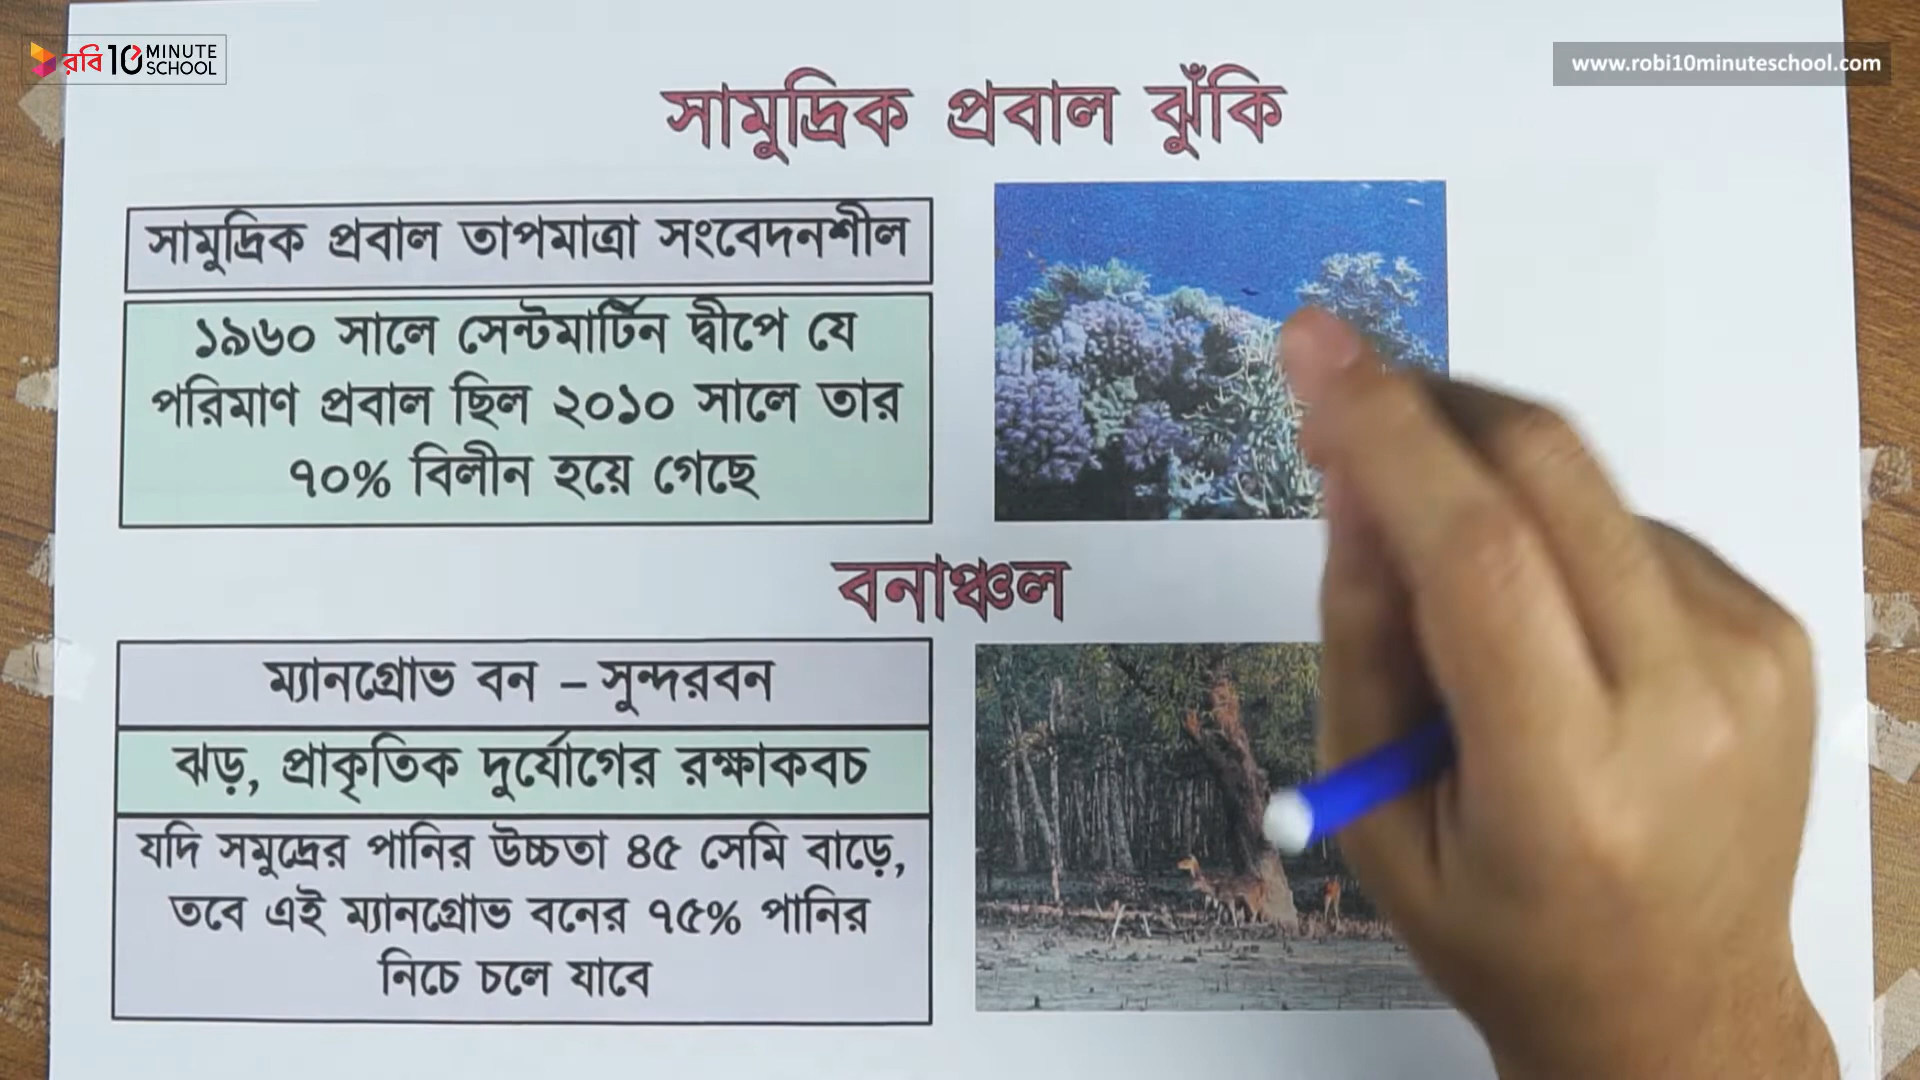 রবি 10 MINUTE SCHOOL
www.robi10minuteschool.com
সামুদ্রিক প্রবাল ঝুঁকি
সামুদ্রিক প্রবাল তাপমাত্রা সংবেদনশীল
১৯৬০ সালে সেন্টমার্টিন দ্বীপে যে
পরিমাণ প্রবাল ছিল ২০১০ সালে তার
৭০% বিলীন হয়ে গেছে
বনাঞ্চল
ম্যানগ্রোভ বন – সুন্দরবন
ঝড়, প্রাকৃতিক দুর্যোগের রক্ষাকবচ
যদি সমুদ্রের পানির উচ্চতা ৪৫ সেমি বাড়ে,
তবে এই ম্যানগ্রোভ বনের ৭৫% পানির
নিচে চলে যাবে